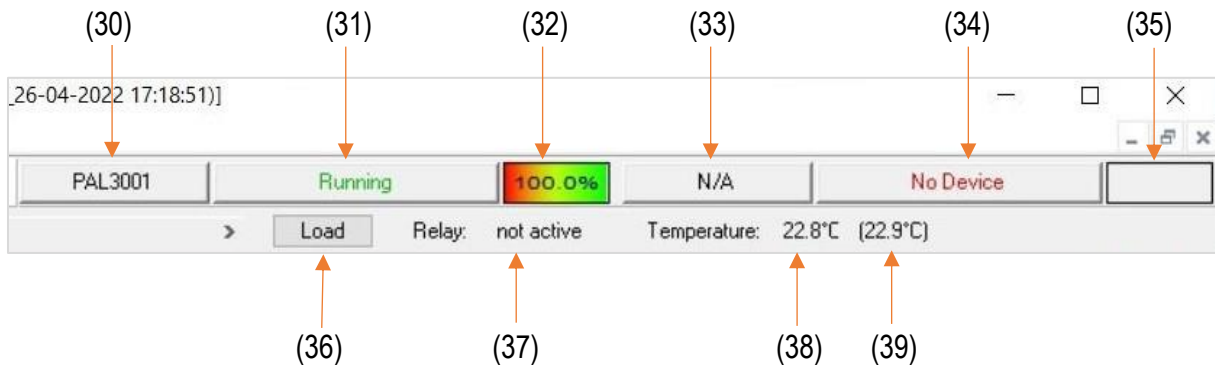 (30) (31) (32) (33) (34) (35)
_26-04-2022 17:18:51)]
PAL3001 Running 100.0% N/A No Device
> Load Relay: not active Temperature: 22.8°C (22.9°C)
(36) (37) (38) (39)